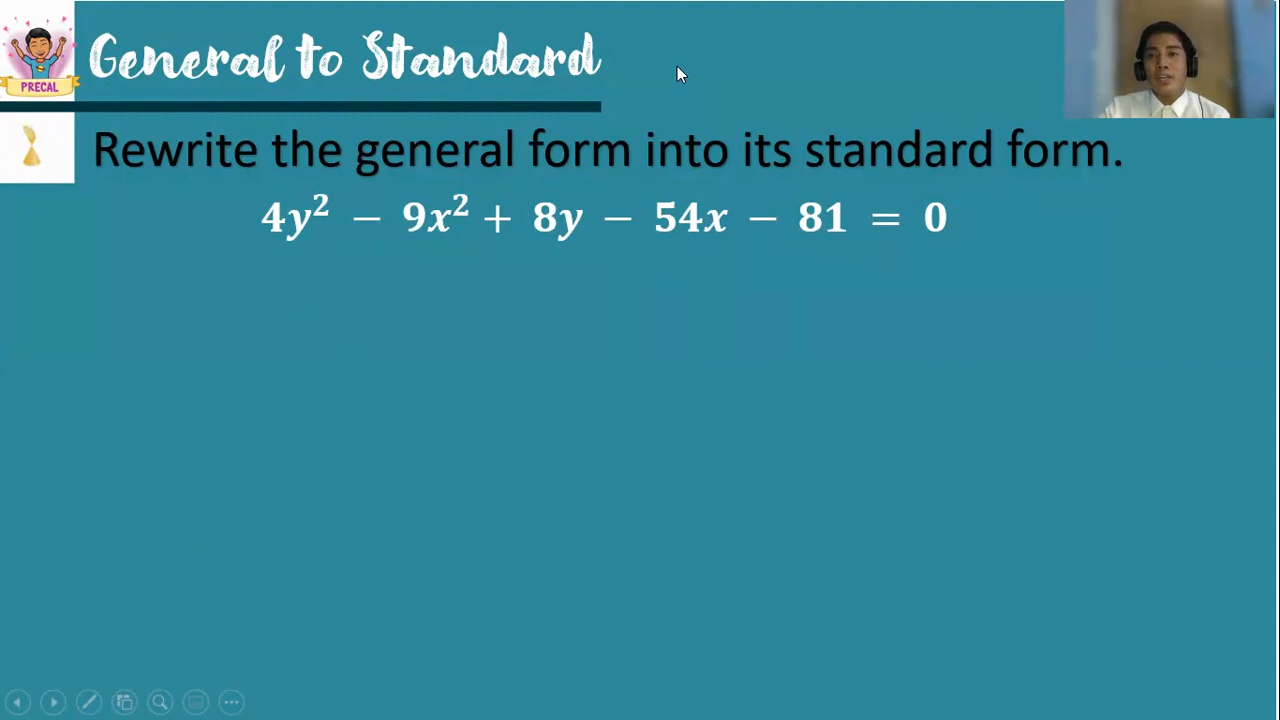 General to Standard
PRECAL
Rewrite the general form into its standard form.
4y² − 9x² + 8y − 54x − 81 = 0